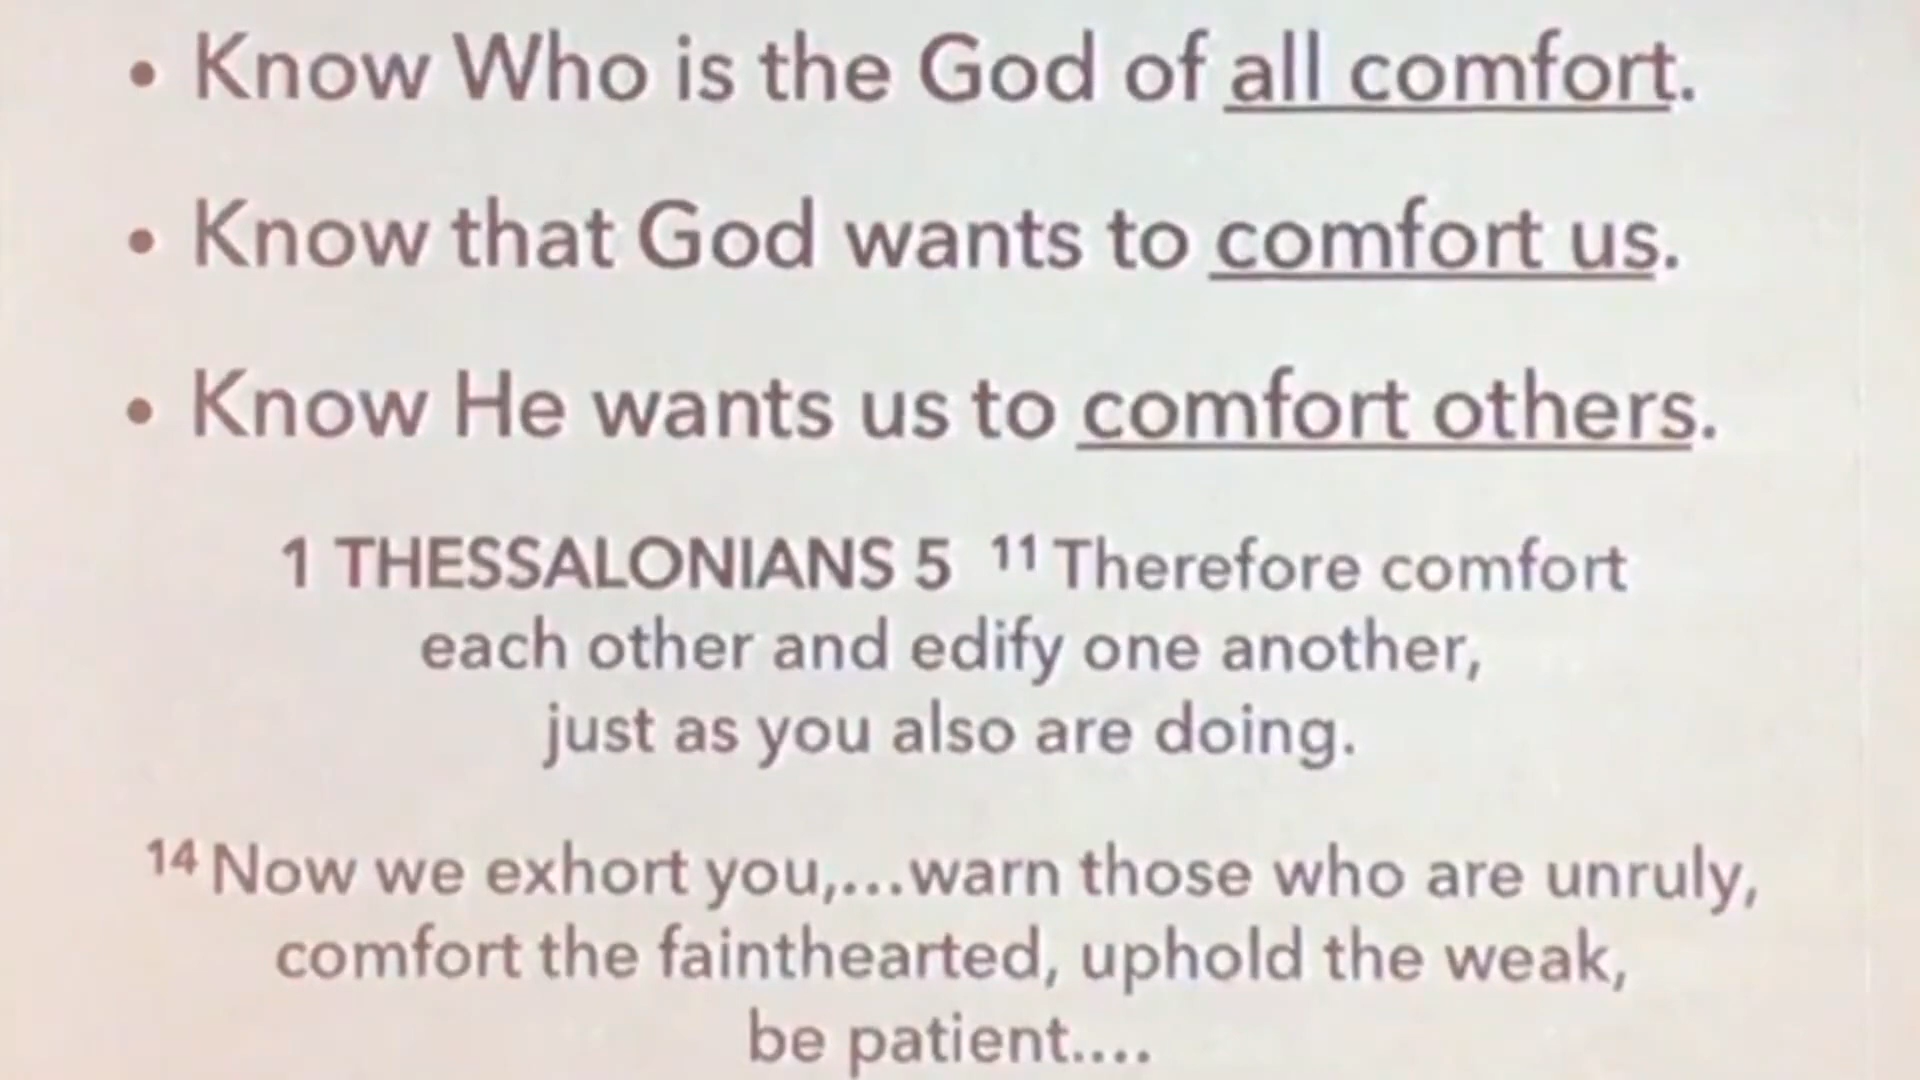 • Know Who is the God of all comfort.
• Know that God wants to comfort us.
• Know He wants us to comfort others.
1 THESSALONIANS 5 ¹¹ Therefore comfort
each other and edify one another,
just as you also are doing.
¹⁴ Now we exhort you,...warn those who are unruly,
comfort the fainthearted, uphold the weak,
be patient....